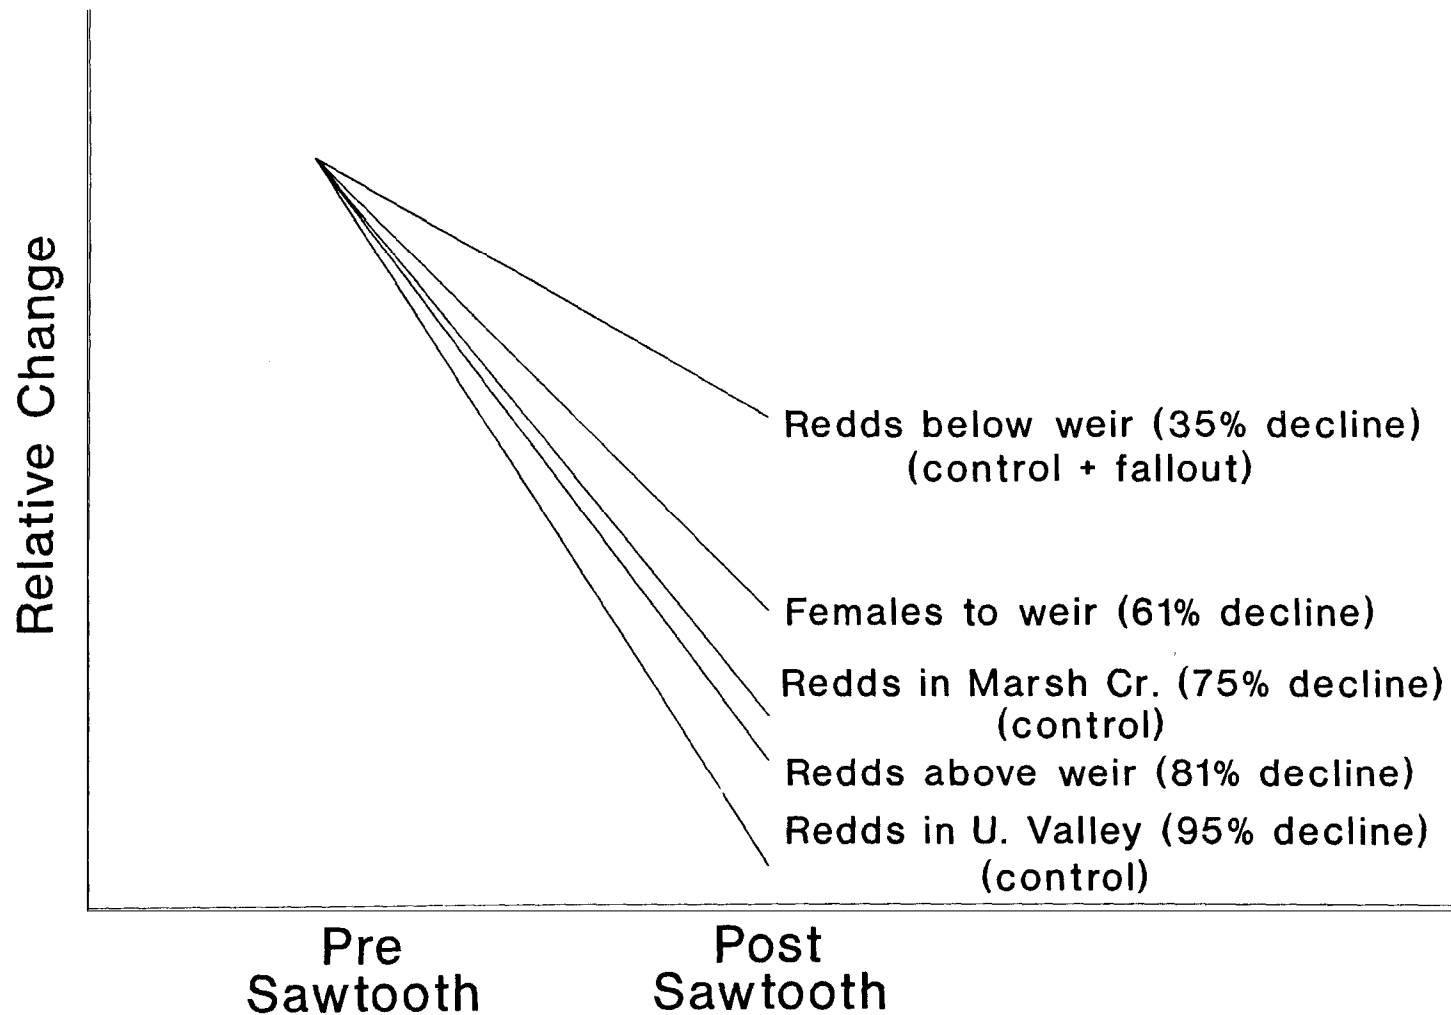 Relative Change
Redds below weir (35% decline)
(control + fallout)
Females to weir (61% decline)
Redds in Marsh Cr. (75% decline)
(control)
Redds above weir (81% decline)
Redds in U. Valley (95% decline)
(control)
Pre
Sawtooth
Post
Sawtooth